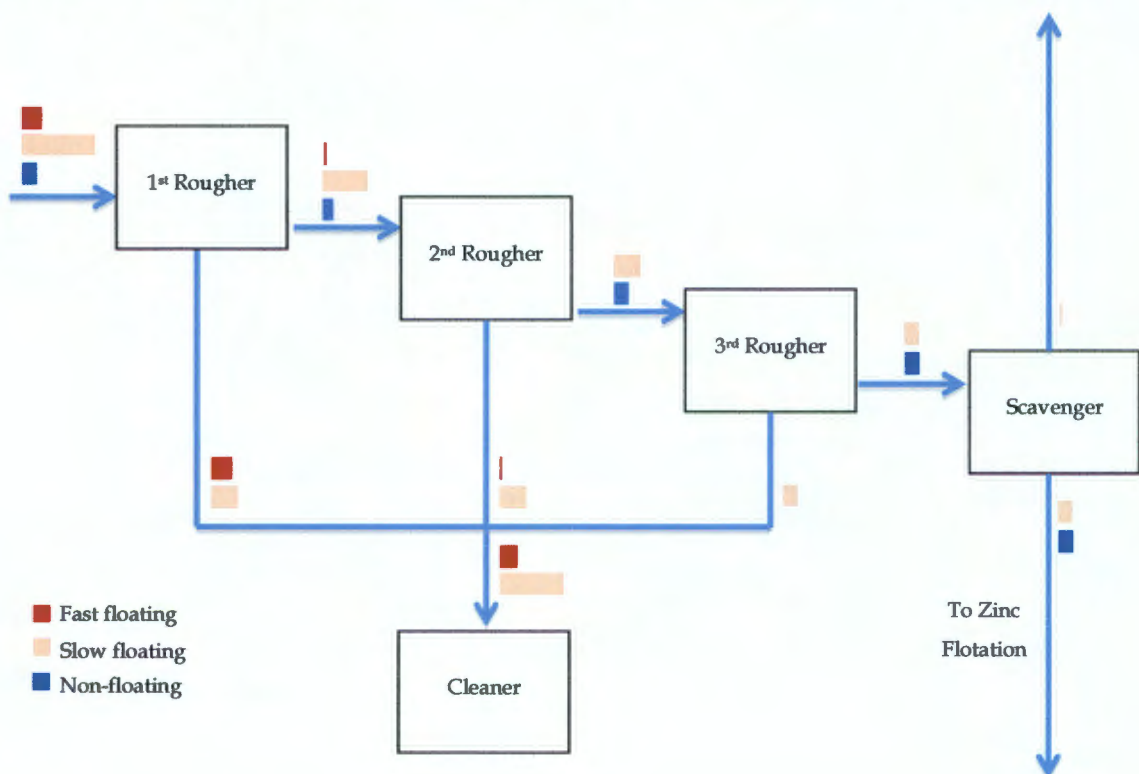 1st Rougher
2nd Rougher
3rd Rougher
Scavenger
Fast floating
Slow floating
Non-floating
Cleaner
To Zinc
Flotation